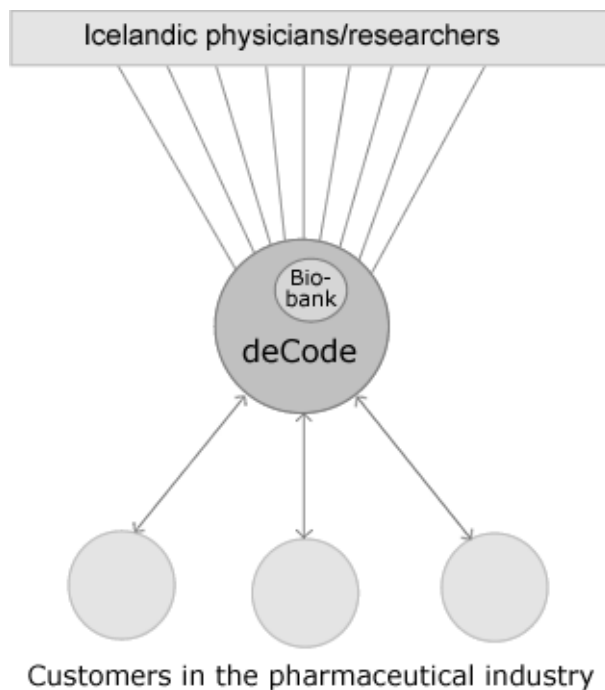 Icelandic physicians/researchers
Bio-
bank
deCode
Customers in the pharmaceutical industry